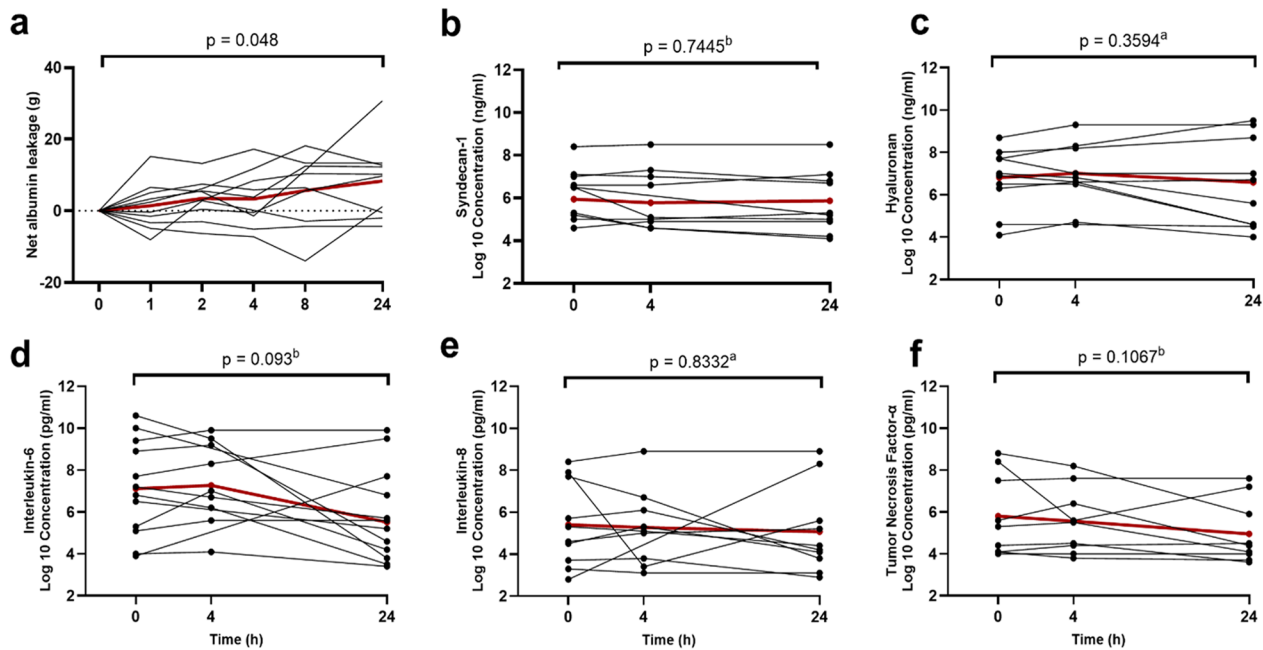 a
p = 0.048
Net albumin leakage (g)
40
20
0
-20
0 1 2 4 8 24
b
p = 0.7445ᵇ
Syndecan-1
Log 10 Concentration (ng/ml)
12
10
8
6
4
2
0 4 24
c
p = 0.3594ᵃ
Hyaluronan
Log 10 Concentration (ng/ml)
12
10
8
6
4
2
0 4 24
d
p = 0.093ᵇ
Interleukin-6
Log 10 Concentration (pg/ml)
12
10
8
6
4
2
0 4 24
Time (h)
e
p = 0.8332ᵃ
Interleukin-8
Log 10 Concentration (pg/ml)
12
10
8
6
4
2
0 4 24
Time (h)
f
p = 0.1067ᵇ
Tumor Necrosis Factor-α
Log 10 Concentration (pg/ml)
12
10
8
6
4
2
0 4 24
Time (h)